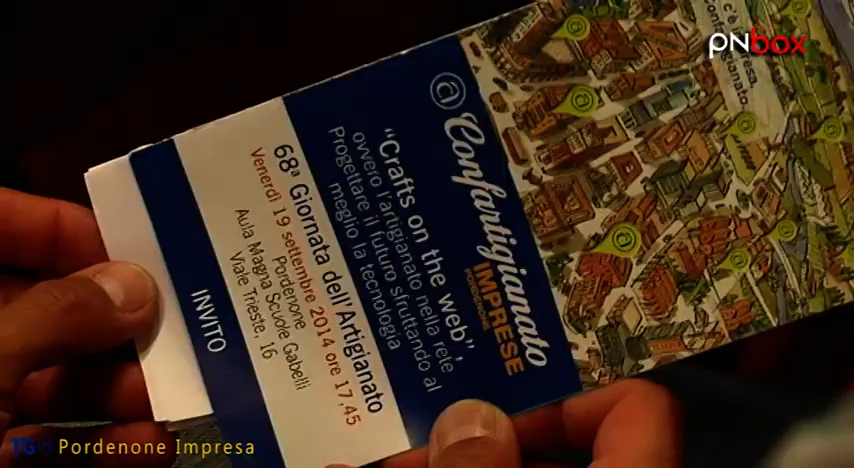 pnbox
c'è i
resa,
gianato.
@
Confartigianato
IMPRESE
PORDENONE
"Crafts on the web",
ovvero l'artigianato nella rete
Progettare il futuro sfruttando al
meglio la tecnologia
68ª Giornata dell'Artigianato
Venerdì 19 settembre 2014 ore 17,45
Pordenone
Aula Magna Scuole Gabelli
Viale Trieste, 16
INVITO
TG Pordenone Impresa